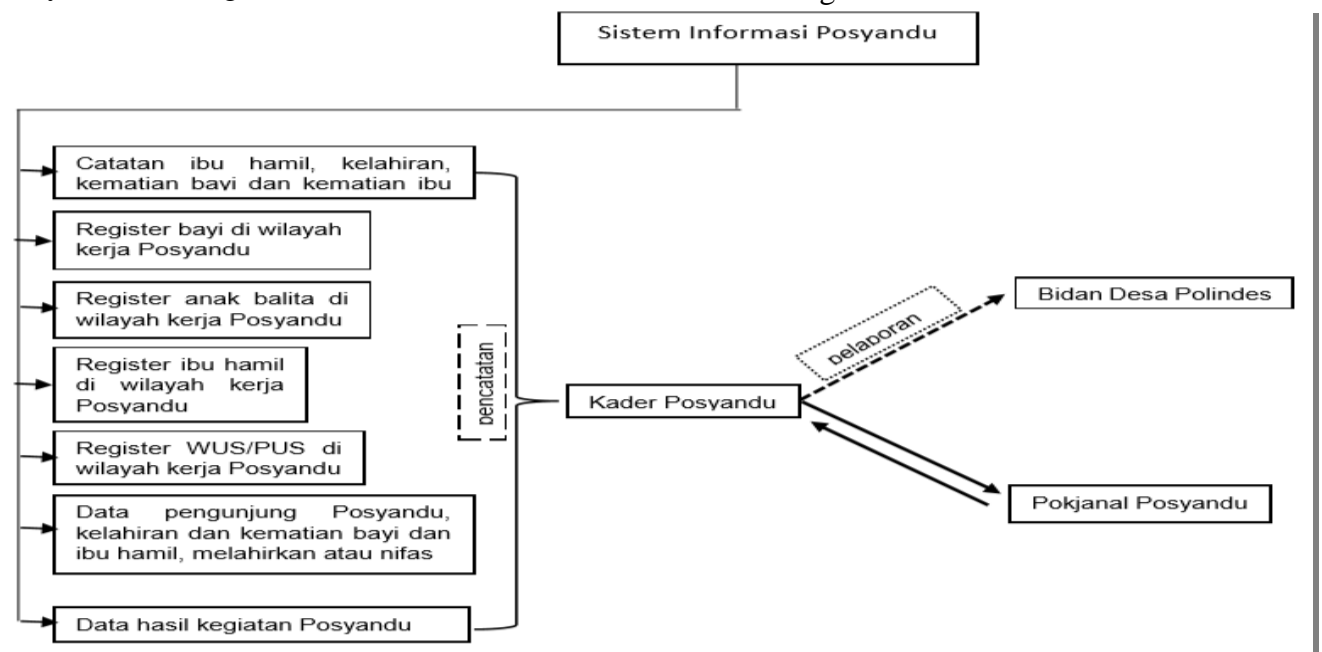 Sistem Informasi Posyandu
Catatan ibu hamil, kelahiran,
kematian bayi dan kematian ibu
Register bayi di wilayah
kerja Posyandu
Register anak balita di
wilayah kerja Posyandu
Register ibu hamil
di wilayah kerja
Posyandu
Register WUS/PUS di
wilayah kerja Posyandu
Data pengunjung Posyandu,
kelahiran dan kematian bayi dan
ibu hamil, melahirkan atau nifas
Data hasil kegiatan Posyandu
pencatatan
Kader Posyandu
pelaporan
Bidan Desa Polindes
Pokjanal Posyandu